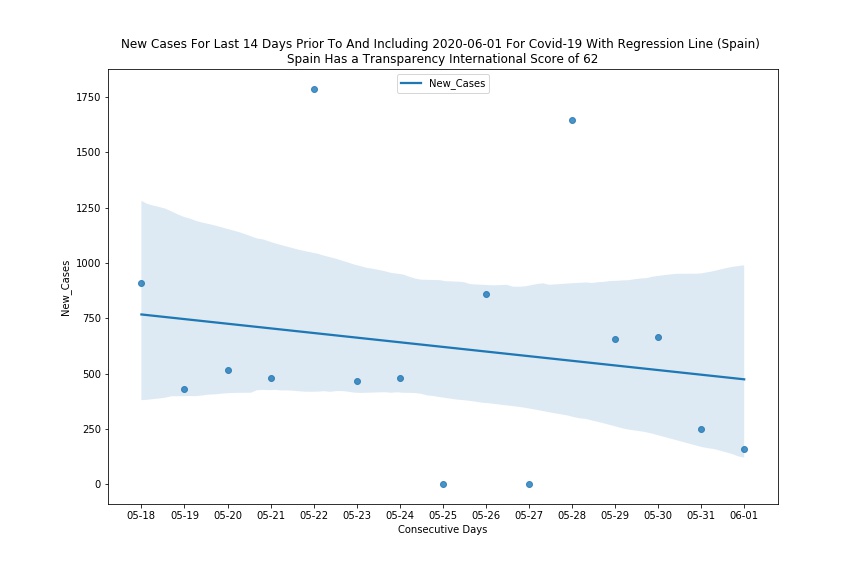 New Cases For Last 14 Days Prior To And Including 2020-06-01 For Covid-19 With Regression Line (Spain)
Spain Has a Transparency International Score of 62
New_Cases
1750
1500
1250
1000
750
500
250
0
New_Cases
05-18 05-19 05-20 05-21 05-22 05-23 05-24 05-25 05-26 05-27 05-28 05-29 05-30 05-31 06-01
Consecutive Days